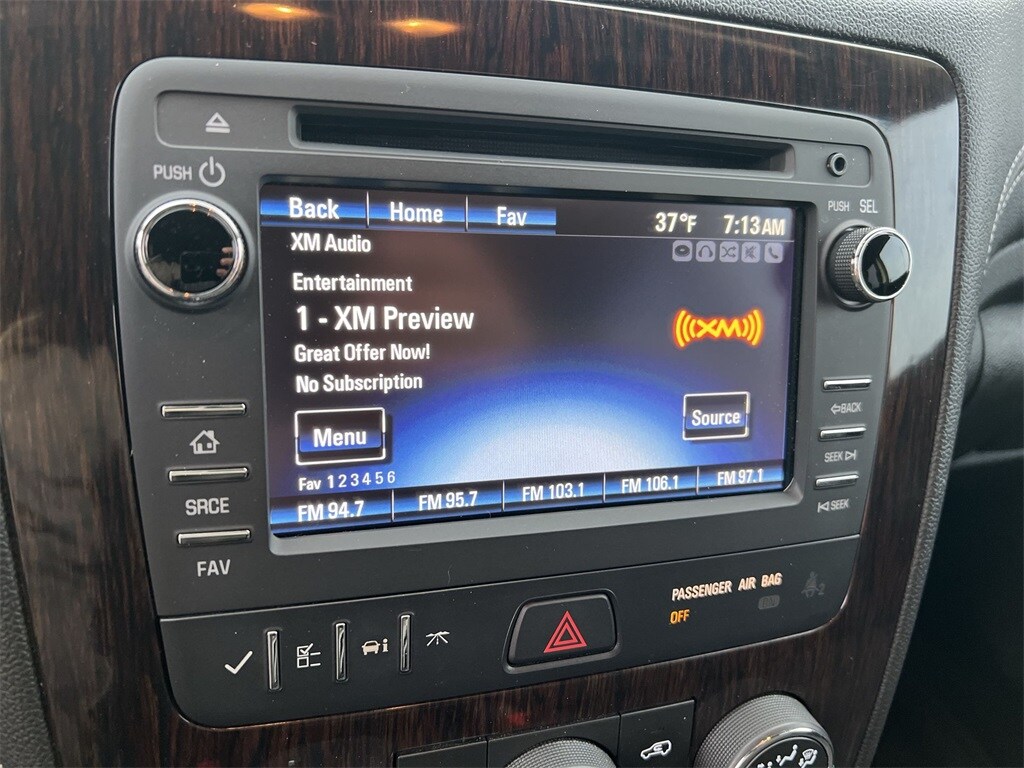 PUSH
PUSH SEL
Back Home Fav 37°F 7:13AM
XM Audio
Entertainment
1 - XM Preview
((XM))
Great Offer Now!
No Subscription
Menu Source
Fav 1 2 3 4 5 6
FM 94.7 FM 95.7 FM 103.1 FM 106.1 FM 97.1
SRCE
FAV
BACK
SEEK
SEEK
PASSENGER AIR BAG
OFF